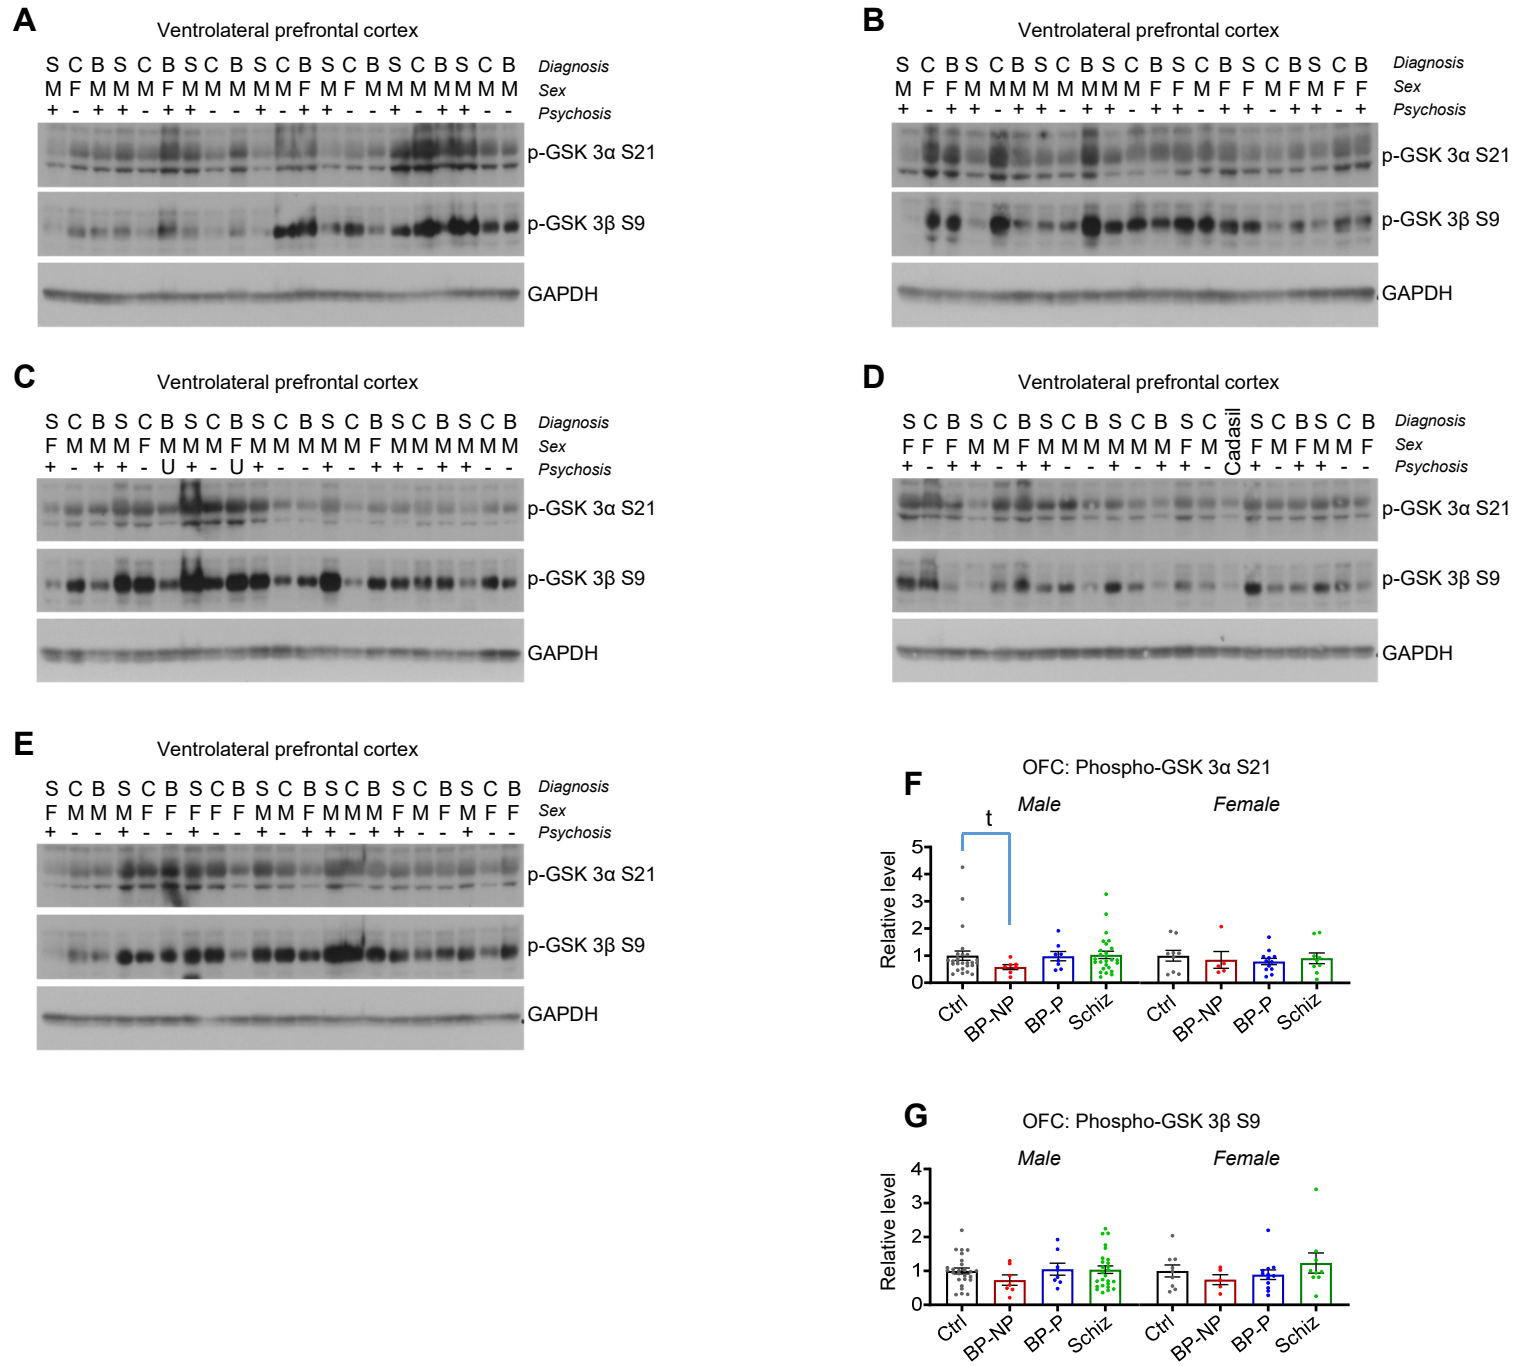 A
Ventrolateral prefrontal cortex
S C B S C B S C B S C B S C B S C B S C B Diagnosis
M F M M M F M M M M M F M F M M M M M M M Sex
+ - + + - + + - - + - + + - - + - + + - - Psychosis
p-GSK 3α S21
p-GSK 3β S9
GAPDH
B
Ventrolateral prefrontal cortex
S C B S C B S C B S C B S C B S C B S C B Diagnosis
M F F M M M M M M M M F F M F F M F M F F Sex
+ - + + - + + - + + - + + - + + - + + - + Psychosis
p-GSK 3α S21
p-GSK 3β S9
GAPDH
C
Ventrolateral prefrontal cortex
S C B S C B S C B S C B S C B S C B S C B Diagnosis
F M M M F M M M F M M M M M F M M M M M M Sex
+ - + + - U + - U + - - + - + + - + + - - Psychosis
p-GSK 3α S21
p-GSK 3β S9
GAPDH
D
Ventrolateral prefrontal cortex
S C B S C B S C B S C B S C Cadasil S C B S C B Diagnosis
F F F M M F M M M M M M F M F M F M M F Sex
+ - + + - + + - - + - + + - + - + + - - Psychosis
p-GSK 3α S21
p-GSK 3β S9
GAPDH
E
Ventrolateral prefrontal cortex
S C B S C B S C B S C B S C B S C B S C B Diagnosis
F M M M F F F F F M M F M M M F M F M F F Sex
+ - - + - - + - - + - + + - + + - - + - - Psychosis
p-GSK 3α S21
p-GSK 3β S9
GAPDH
F
OFC: Phospho-GSK 3α S21
Male Female
t
Relative level
5
4
3
2
1
0
Ctrl BP-NP BP-P Schiz Ctrl BP-NP BP-P Schiz
G
OFC: Phospho-GSK 3β S9
Male Female
Relative level
4
3
2
1
0
Ctrl BP-NP BP-P Schiz Ctrl BP-NP BP-P Schiz